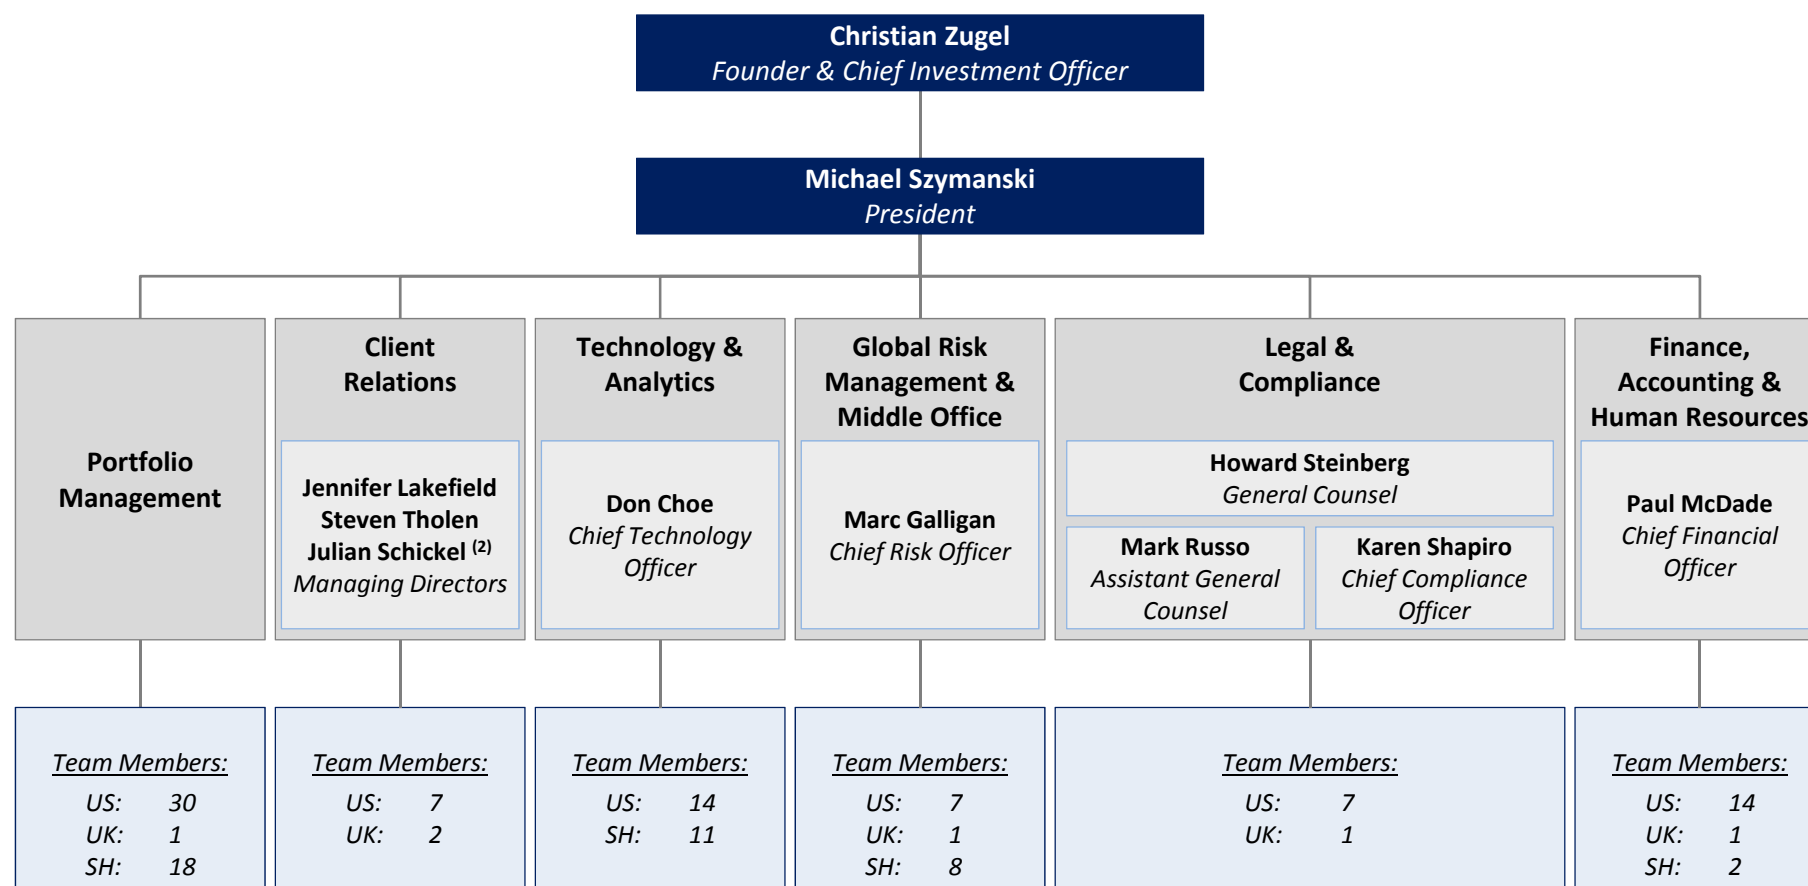 Christian Zugel
Founder & Chief Investment Officer
Michael Szymanski
President
Portfolio
Management
Client
Relations
Jennifer Lakefield
Steven Tholen
Julian Schickel (2)
Managing Directors
Technology &
Analytics
Don Choe
Chief Technology
Officer
Global Risk
Management &
Middle Office
Marc Galligan
Chief Risk Officer
Legal &
Compliance
Howard Steinberg
General Counsel
Mark Russo
Assistant General
Counsel
Karen Shapiro
Chief Compliance
Officer
Finance,
Accounting &
Human Resources
Paul McDade
Chief Financial
Officer
Team Members:
US: 30
UK: 1
SH: 18
Team Members:
US: 7
UK: 2
Team Members:
US: 14
SH: 11
Team Members:
US: 7
UK: 1
SH: 8
Team Members:
US: 7
UK: 1
Team Members:
US: 14
UK: 1
SH: 2